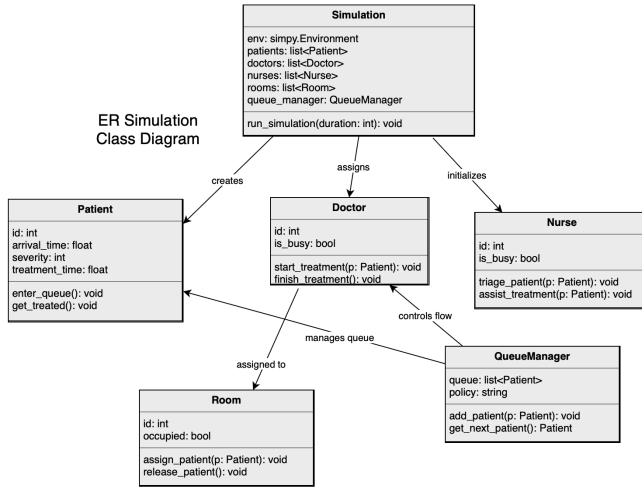 Simulation
env: simpy.Environment
patients: list<Patient>
doctors: list<Doctor>
nurses: list<Nurse>
rooms: list<Room>
queue_manager: QueueManager
run_simulation(duration: int): void
ER Simulation
Class Diagram
creates
assigns
initializes
Patient
id: int
arrival_time: float
severity: int
treatment_time: float
enter_queue(): void
get_treated(): void
Doctor
id: int
is_busy: bool
start_treatment(p: Patient): void
finish_treatment(): void
Nurse
id: int
is_busy: bool
triage_patient(p: Patient): void
assist_treatment(p: Patient): void
controls flow
manages queue
assigned to
QueueManager
queue: list<Patient>
policy: string
add_patient(p: Patient): void
get_next_patient(): Patient
Room
id: int
occupied: bool
assign_patient(p: Patient): void
release_patient(): void